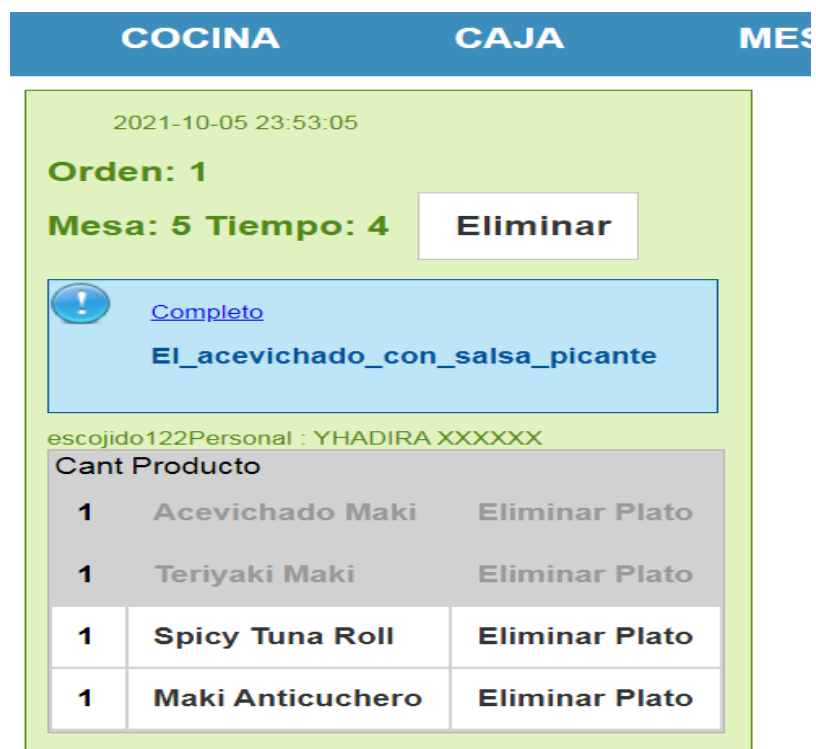 COCINA CAJA MES
2021-10-05 23:53:05
Orden: 1
Mesa: 5 Tiempo: 4 Eliminar
Completo
El_acevichado_con_salsa_picante
escojido122Personal : YHADIRA XXXXXX
Cant Producto
1 Acevichado Maki Eliminar Plato
1 Teriyaki Maki Eliminar Plato
1 Spicy Tuna Roll Eliminar Plato
1 Maki Anticuchero Eliminar Plato